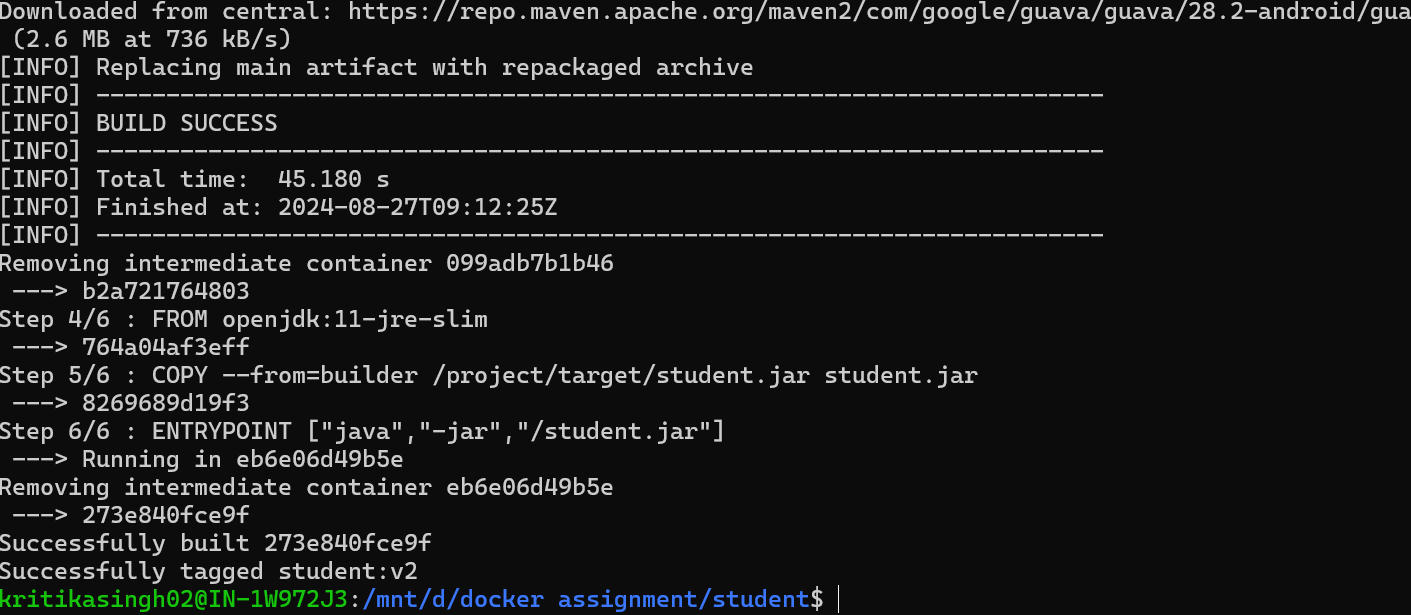 Downloaded from central: https://repo.maven.apache.org/maven2/com/google/guava/guava/28.2-android/gua
(2.6 MB at 736 kB/s)
[INFO] Replacing main artifact with repackaged archive
[INFO] ------------------------------------------------------------------------
[INFO] BUILD SUCCESS
[INFO] ------------------------------------------------------------------------
[INFO] Total time:  45.180 s
[INFO] Finished at: 2024-08-27T09:12:25Z
[INFO] ------------------------------------------------------------------------
Removing intermediate container 099adb7b1b46
 ---> b2a721764803
Step 4/6 : FROM openjdk:11-jre-slim
 ---> 764a04af3eff
Step 5/6 : COPY --from=builder /project/target/student.jar student.jar
 ---> 8269689d19f3
Step 6/6 : ENTRYPOINT ["java","-jar","/student.jar"]
 ---> Running in eb6e06d49b5e
Removing intermediate container eb6e06d49b5e
 ---> 273e840fce9f
Successfully built 273e840fce9f
Successfully tagged student:v2
kritikasingh02@IN-1W972J3:/mnt/d/docker assignment/student$